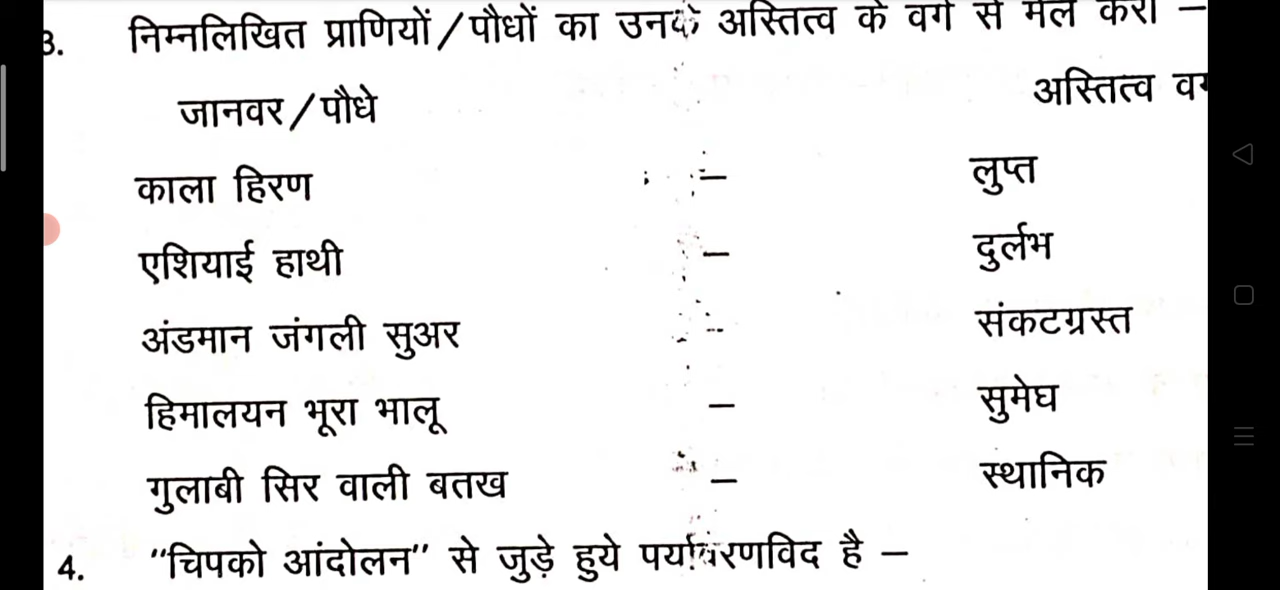 3. निम्नलिखित प्राणियों/पौधों का उनके अस्तित्व के वर्ग से मेल करो –
जानवर/पौधे अस्तित्व
काला हिरण – लुप्त
एशियाई हाथी – दुर्लभ
अंडमान जंगली सुअर – संकटग्रस्त
हिमालयन भूरा भालू – सुमेघ
गुलाबी सिर वाली बतख – स्थानिक
4. "चिपको आंदोलन" से जुड़े हुये पर्यावरणविद है –